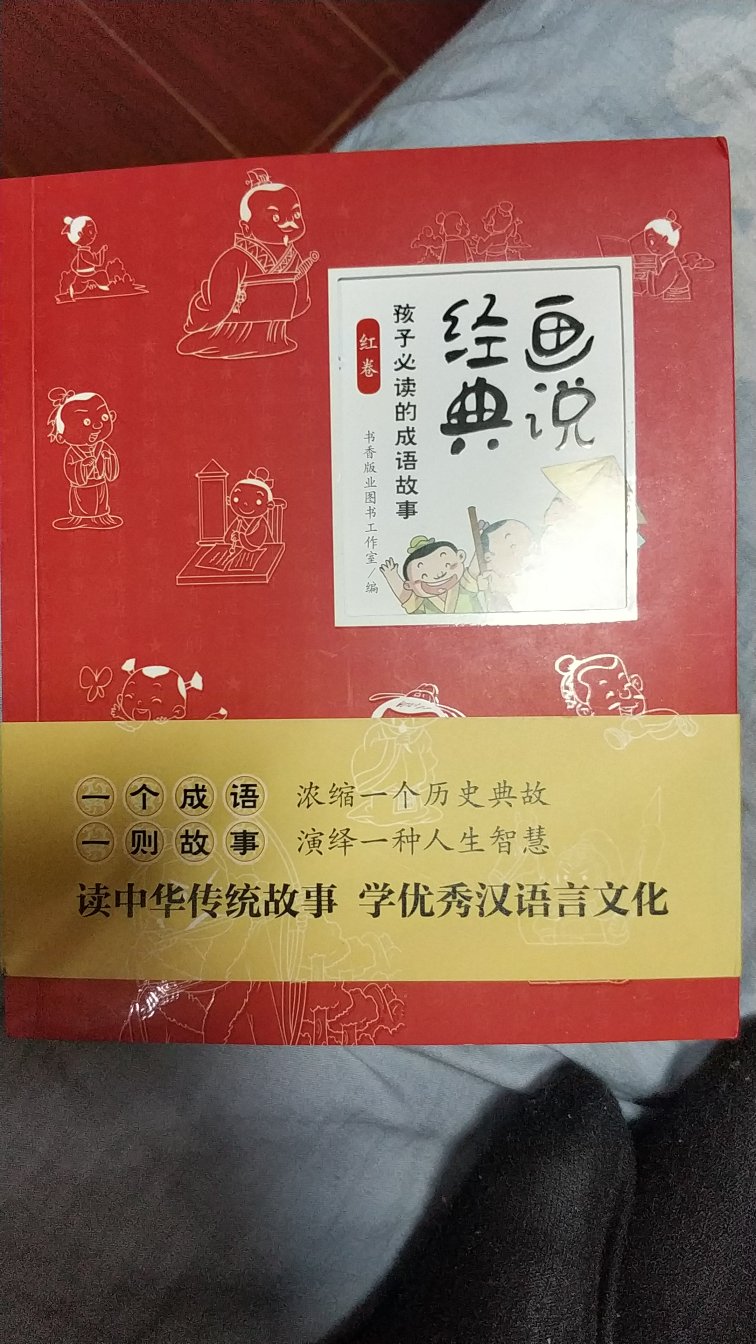 画说
经典
孩子必读的成语故事
红卷
书香版业图书工作室/编
一个成语 浓缩一个历史典故
一则故事 演绎一种人生智慧
读中华传统故事 学优秀汉语言文化